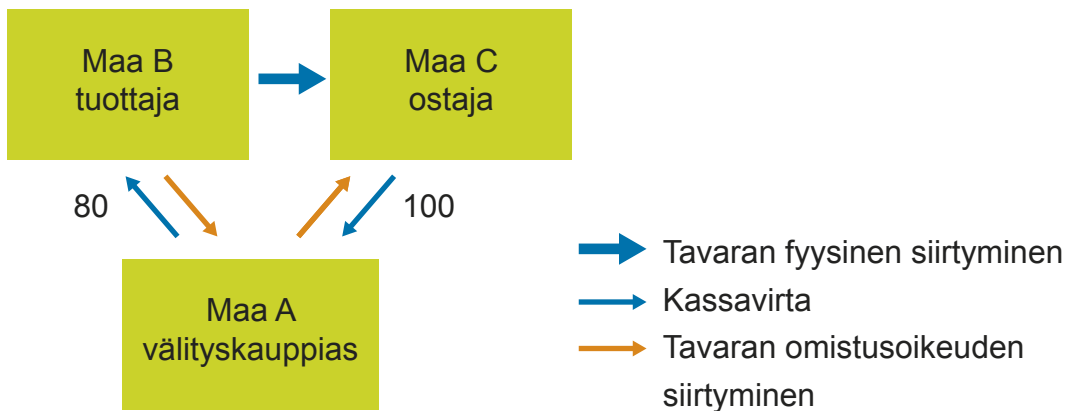 Maa B
tuottaja
Maa C
ostaja
80
100
Maa A
välityskauppias
Tavaran fyysinen siirtyminen
Kassavirta
Tavaran omistusoikeuden
siirtyminen